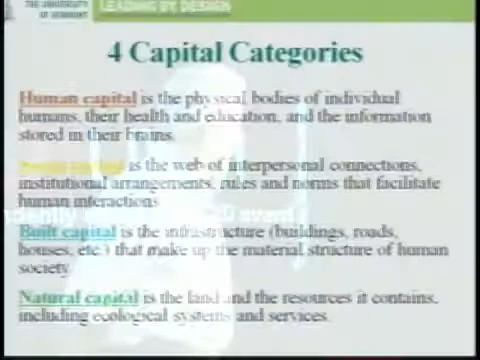 THE UNIVERSITY
OF VERMONT
LEADING BY DESIGN
4 Capital Categories
Human capital is the physical bodies of individual
humans, their health and education, and the information
stored in their brains.
is the web of interpersonal connections,
institutional arrangements, rules and norms that facilitate
human interactions
event
Built capital is the infrastructure (buildings, roads,
houses, etc.) that make up the material structure of human
society.
Natural capital is the land and the resources it contains,
including ecological systems and services.